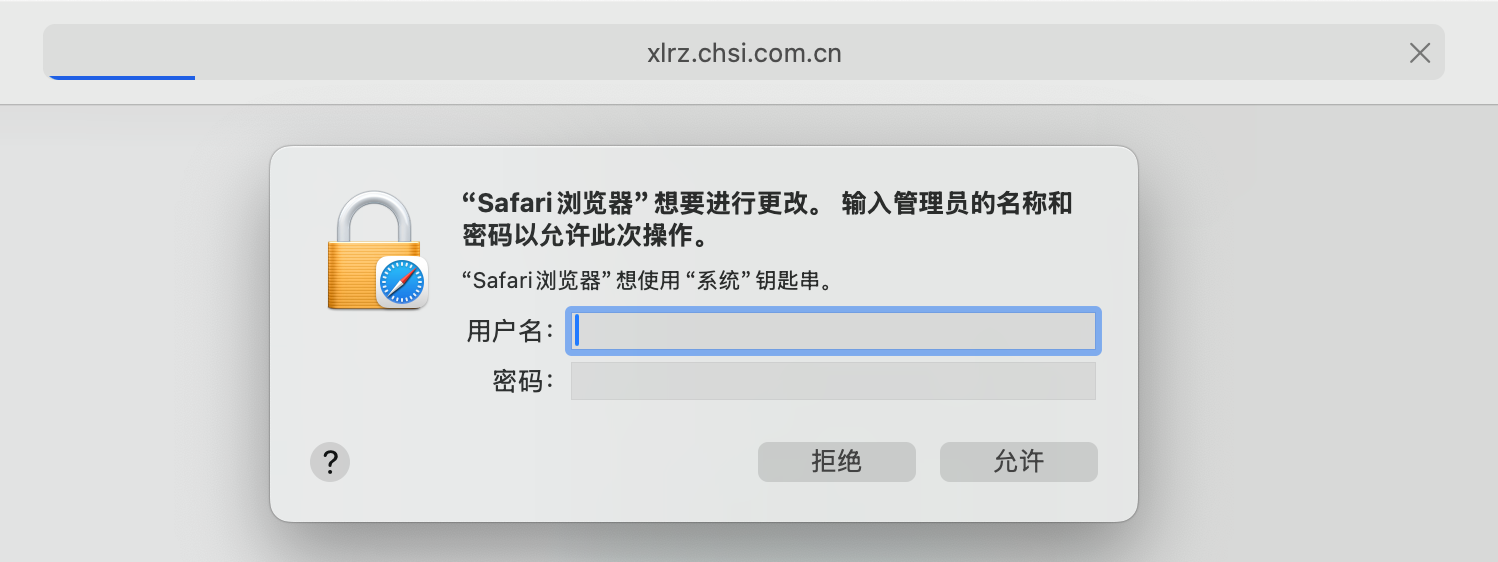 xlrz.chsi.com.cn
“Safari浏览器”想要进行更改。 输入管理员的名称和
密码以允许此次操作。
“Safari浏览器”想使用“系统”钥匙串。
用户名：
密码：
? 拒绝 允许